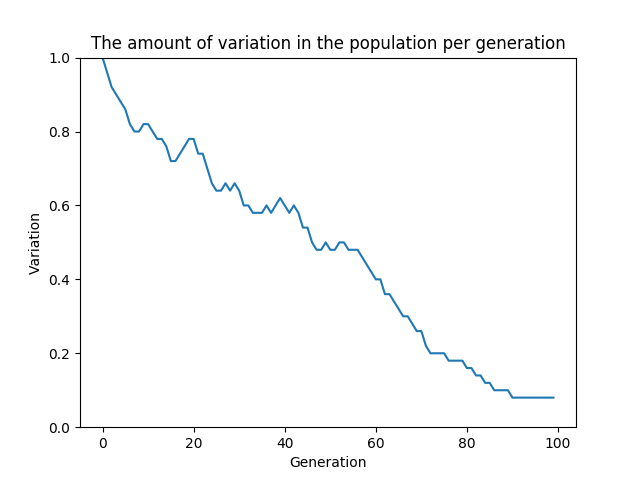 The amount of variation in the population per generation
1.0
0.8
0.6
0.4
0.2
0.0
Variation
0 20 40 60 80 100
Generation